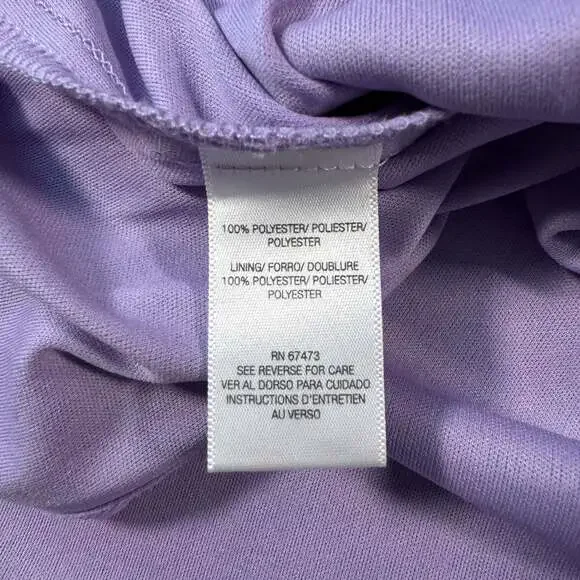 100% POLYESTER/ POLIESTER/
POLYESTER
LINING/ FORRO/ DOUBLURE
100% POLYESTER/ POLIESTER/
POLYESTER
RN 67473
SEE REVERSE FOR CARE
VER AL DORSO PARA CUIDADO
INSTRUCTIONS D'ENTRETIEN
AU VERSO